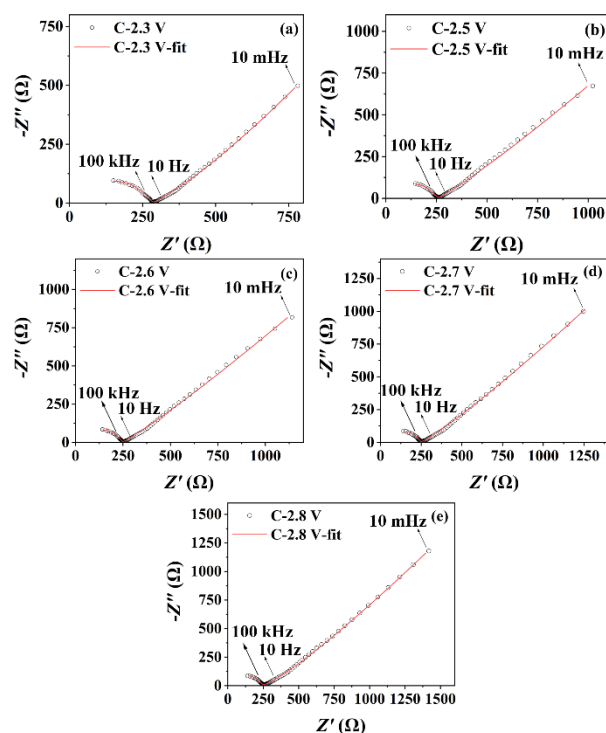 (a)
C-2.3 V
C-2.3 V-fit
10 mHz
100 kHz
10 Hz
-Z″ (Ω)
500
250
0
0 250 500 750
Z′ (Ω)
(b)
C-2.5 V
C-2.5 V-fit
10 mHz
100 kHz
10 Hz
-Z″ (Ω)
1000
750
500
250
0
0 250 500 750 1000
Z′ (Ω)
(c)
C-2.6 V
C-2.6 V-fit
10 mHz
100 kHz
10 Hz
-Z″ (Ω)
1000
750
500
250
0
0 250 500 750 1000
Z′ (Ω)
(d)
C-2.7 V
C-2.7 V-fit
10 mHz
100 kHz
10 Hz
-Z″ (Ω)
1250
1000
750
500
250
0
0 250 500 750 1000 1250
Z′ (Ω)
(e)
C-2.8 V
C-2.8 V-fit
10 mHz
100 kHz
10 Hz
-Z″ (Ω)
1500
1250
1000
750
500
250
0
0 250 500 750 1000 1250 1500
Z′ (Ω)